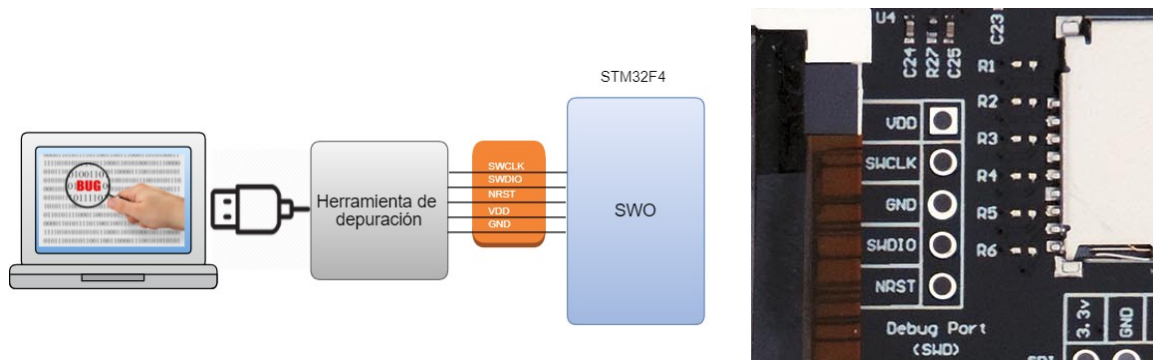 STM32F4
BUG
SWCLK
SWDIO
NRST
VDD
GND
Herramienta de
depuración
SWO
U4
C24
R27
C25
C23
R1
R2
R3
R4
R5
R6
VDD
SWCLK
GND
SWDIO
NRST
Debug Port
(SWD)
3.3v
GND